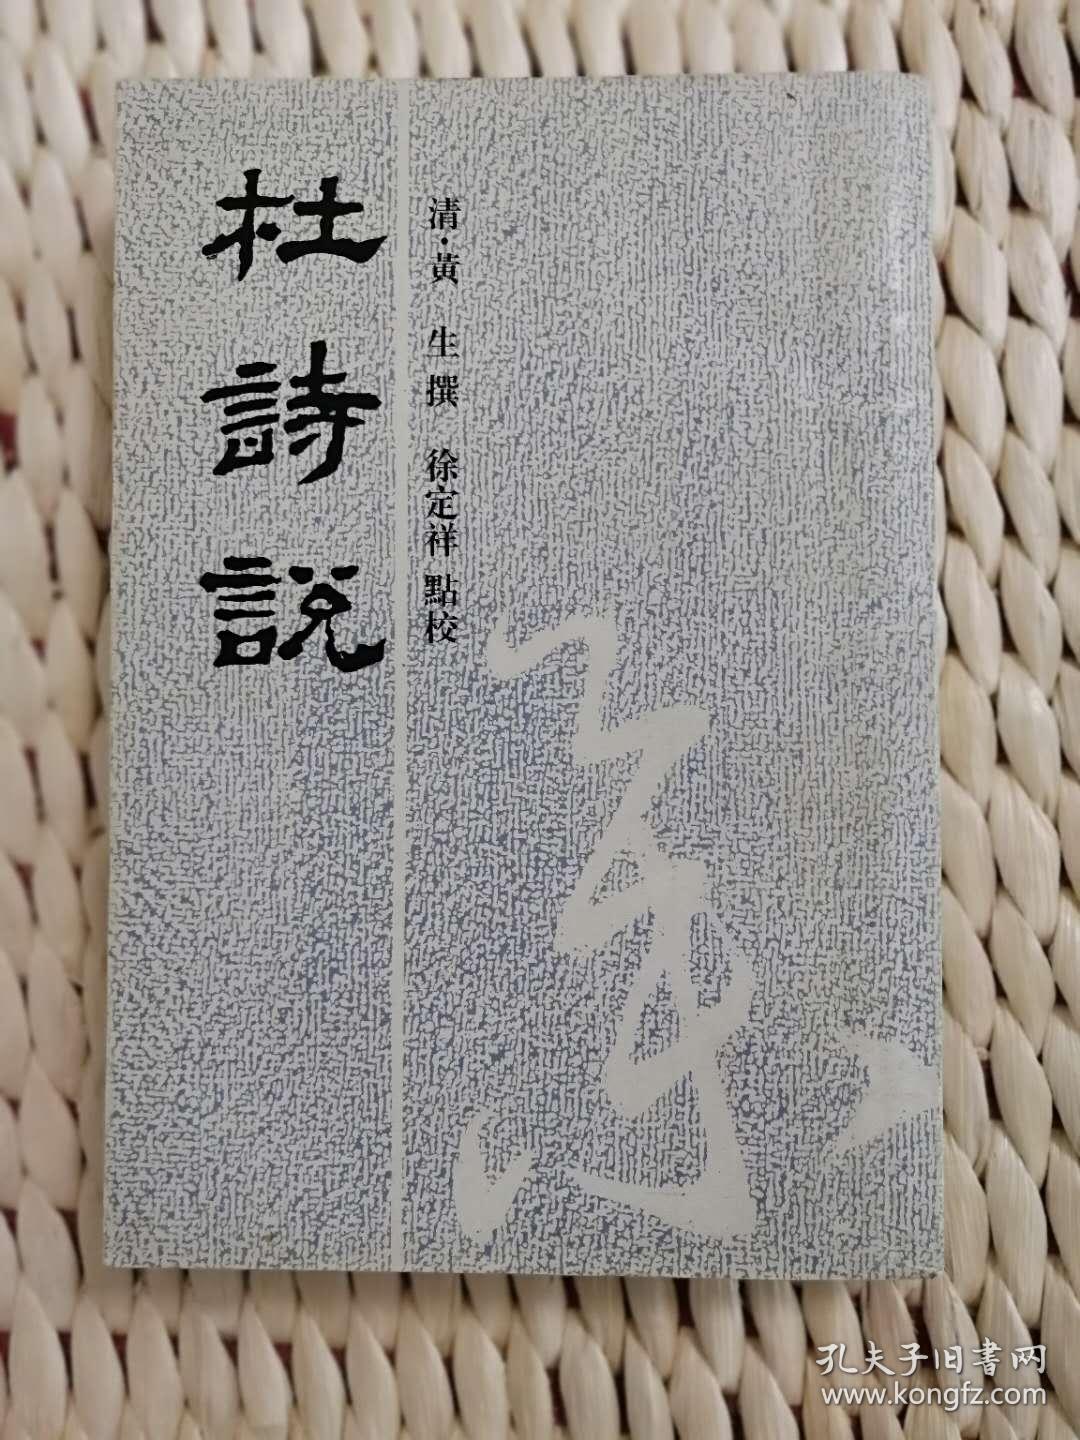 杜詩說
清·黃 生 撰 徐定祥 點校
孔夫子旧書网
www.kongfz.com